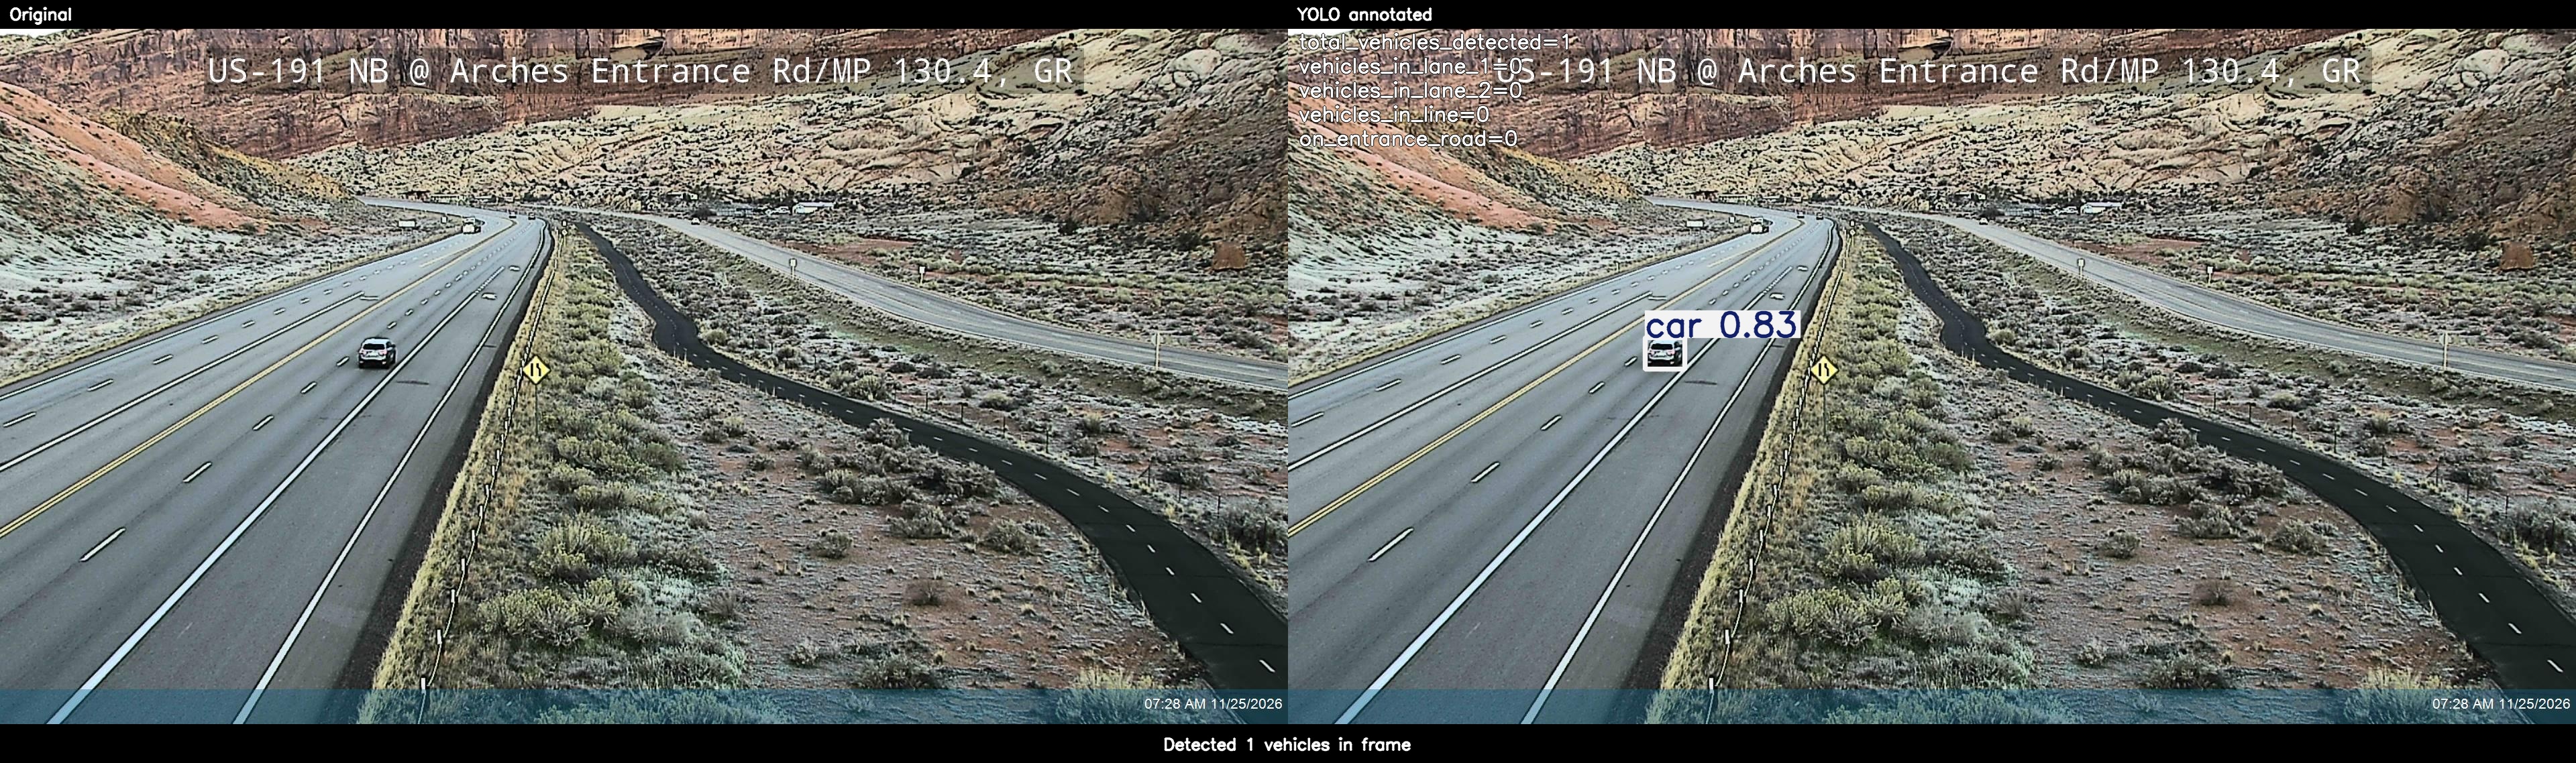 Original
US-191 NB @ Arches Entrance Rd/MP 130.4, GR
07:28 AM 11/25/2026
YOLO annotated
total_vehicles_detected=1
US-191 NB @ Arches Entrance Rd/MP 130.4, GR
vehicles_in_lane_1=0
vehicles_in_lane_2=0
vehicles_in_line=0
on_entrance_road=0
car 0.83
07:28 AM 11/25/2026
Detected 1 vehicles in frame